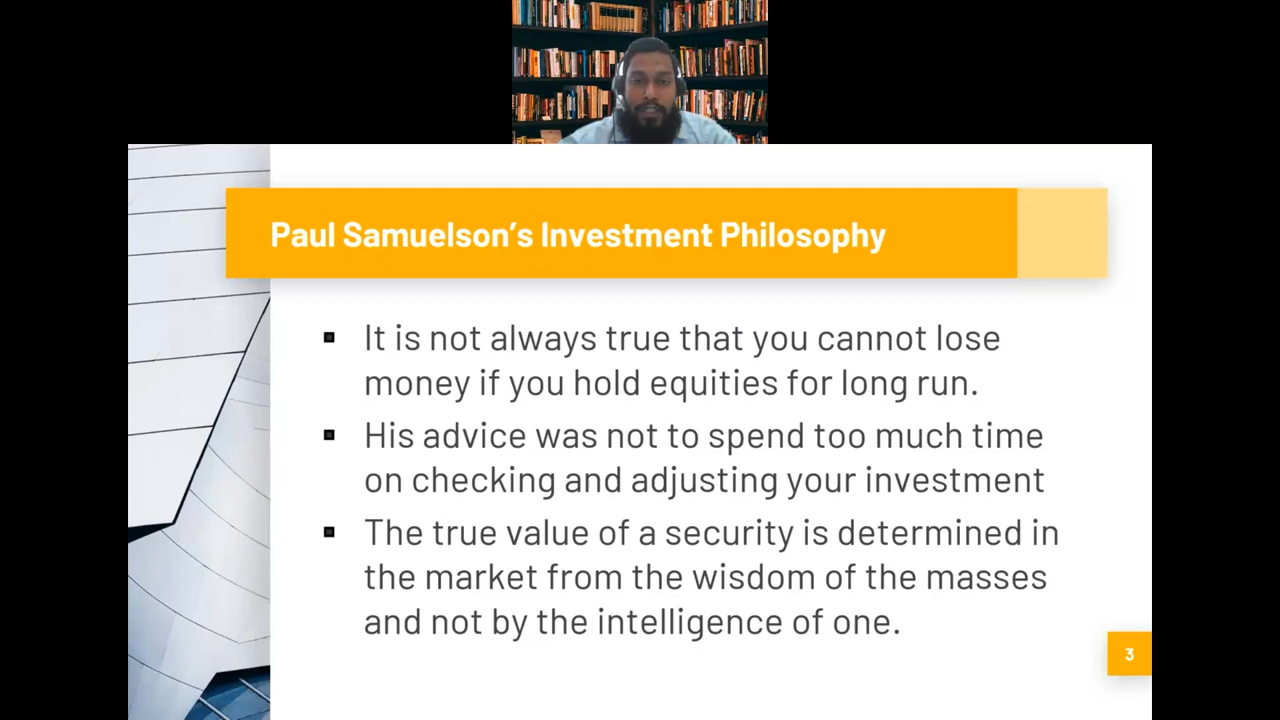 Paul Samuelson’s Investment Philosophy
It is not always true that you cannot lose
money if you hold equities for long run.
His advice was not to spend too much time
on checking and adjusting your investment
The true value of a security is determined in
the market from the wisdom of the masses
and not by the intelligence of one.
3